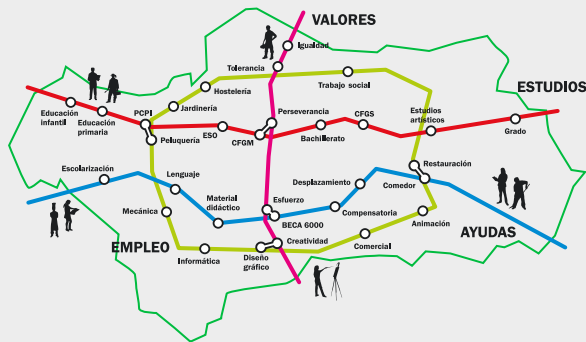 VALORES
Igualdad
Tolerancia
Trabajo social
Hostelería
ESTUDIOS
Jardinería
Educación
infantil
Educación
primaria
PCPI
Perseverancia
CFGS
Estudios
artísticos
Grado
Peluquería
ESO
CFGM
Bachillerato
Escolarización
Lenguaje
Restauración
Desplazamiento
Comedor
Material
didáctico
Esfuerzo
BECA 6000
Compensatoria
Mecánica
Animación
EMPLEO
AYUDAS
Creatividad
Comercial
Informática
Diseño
gráfico